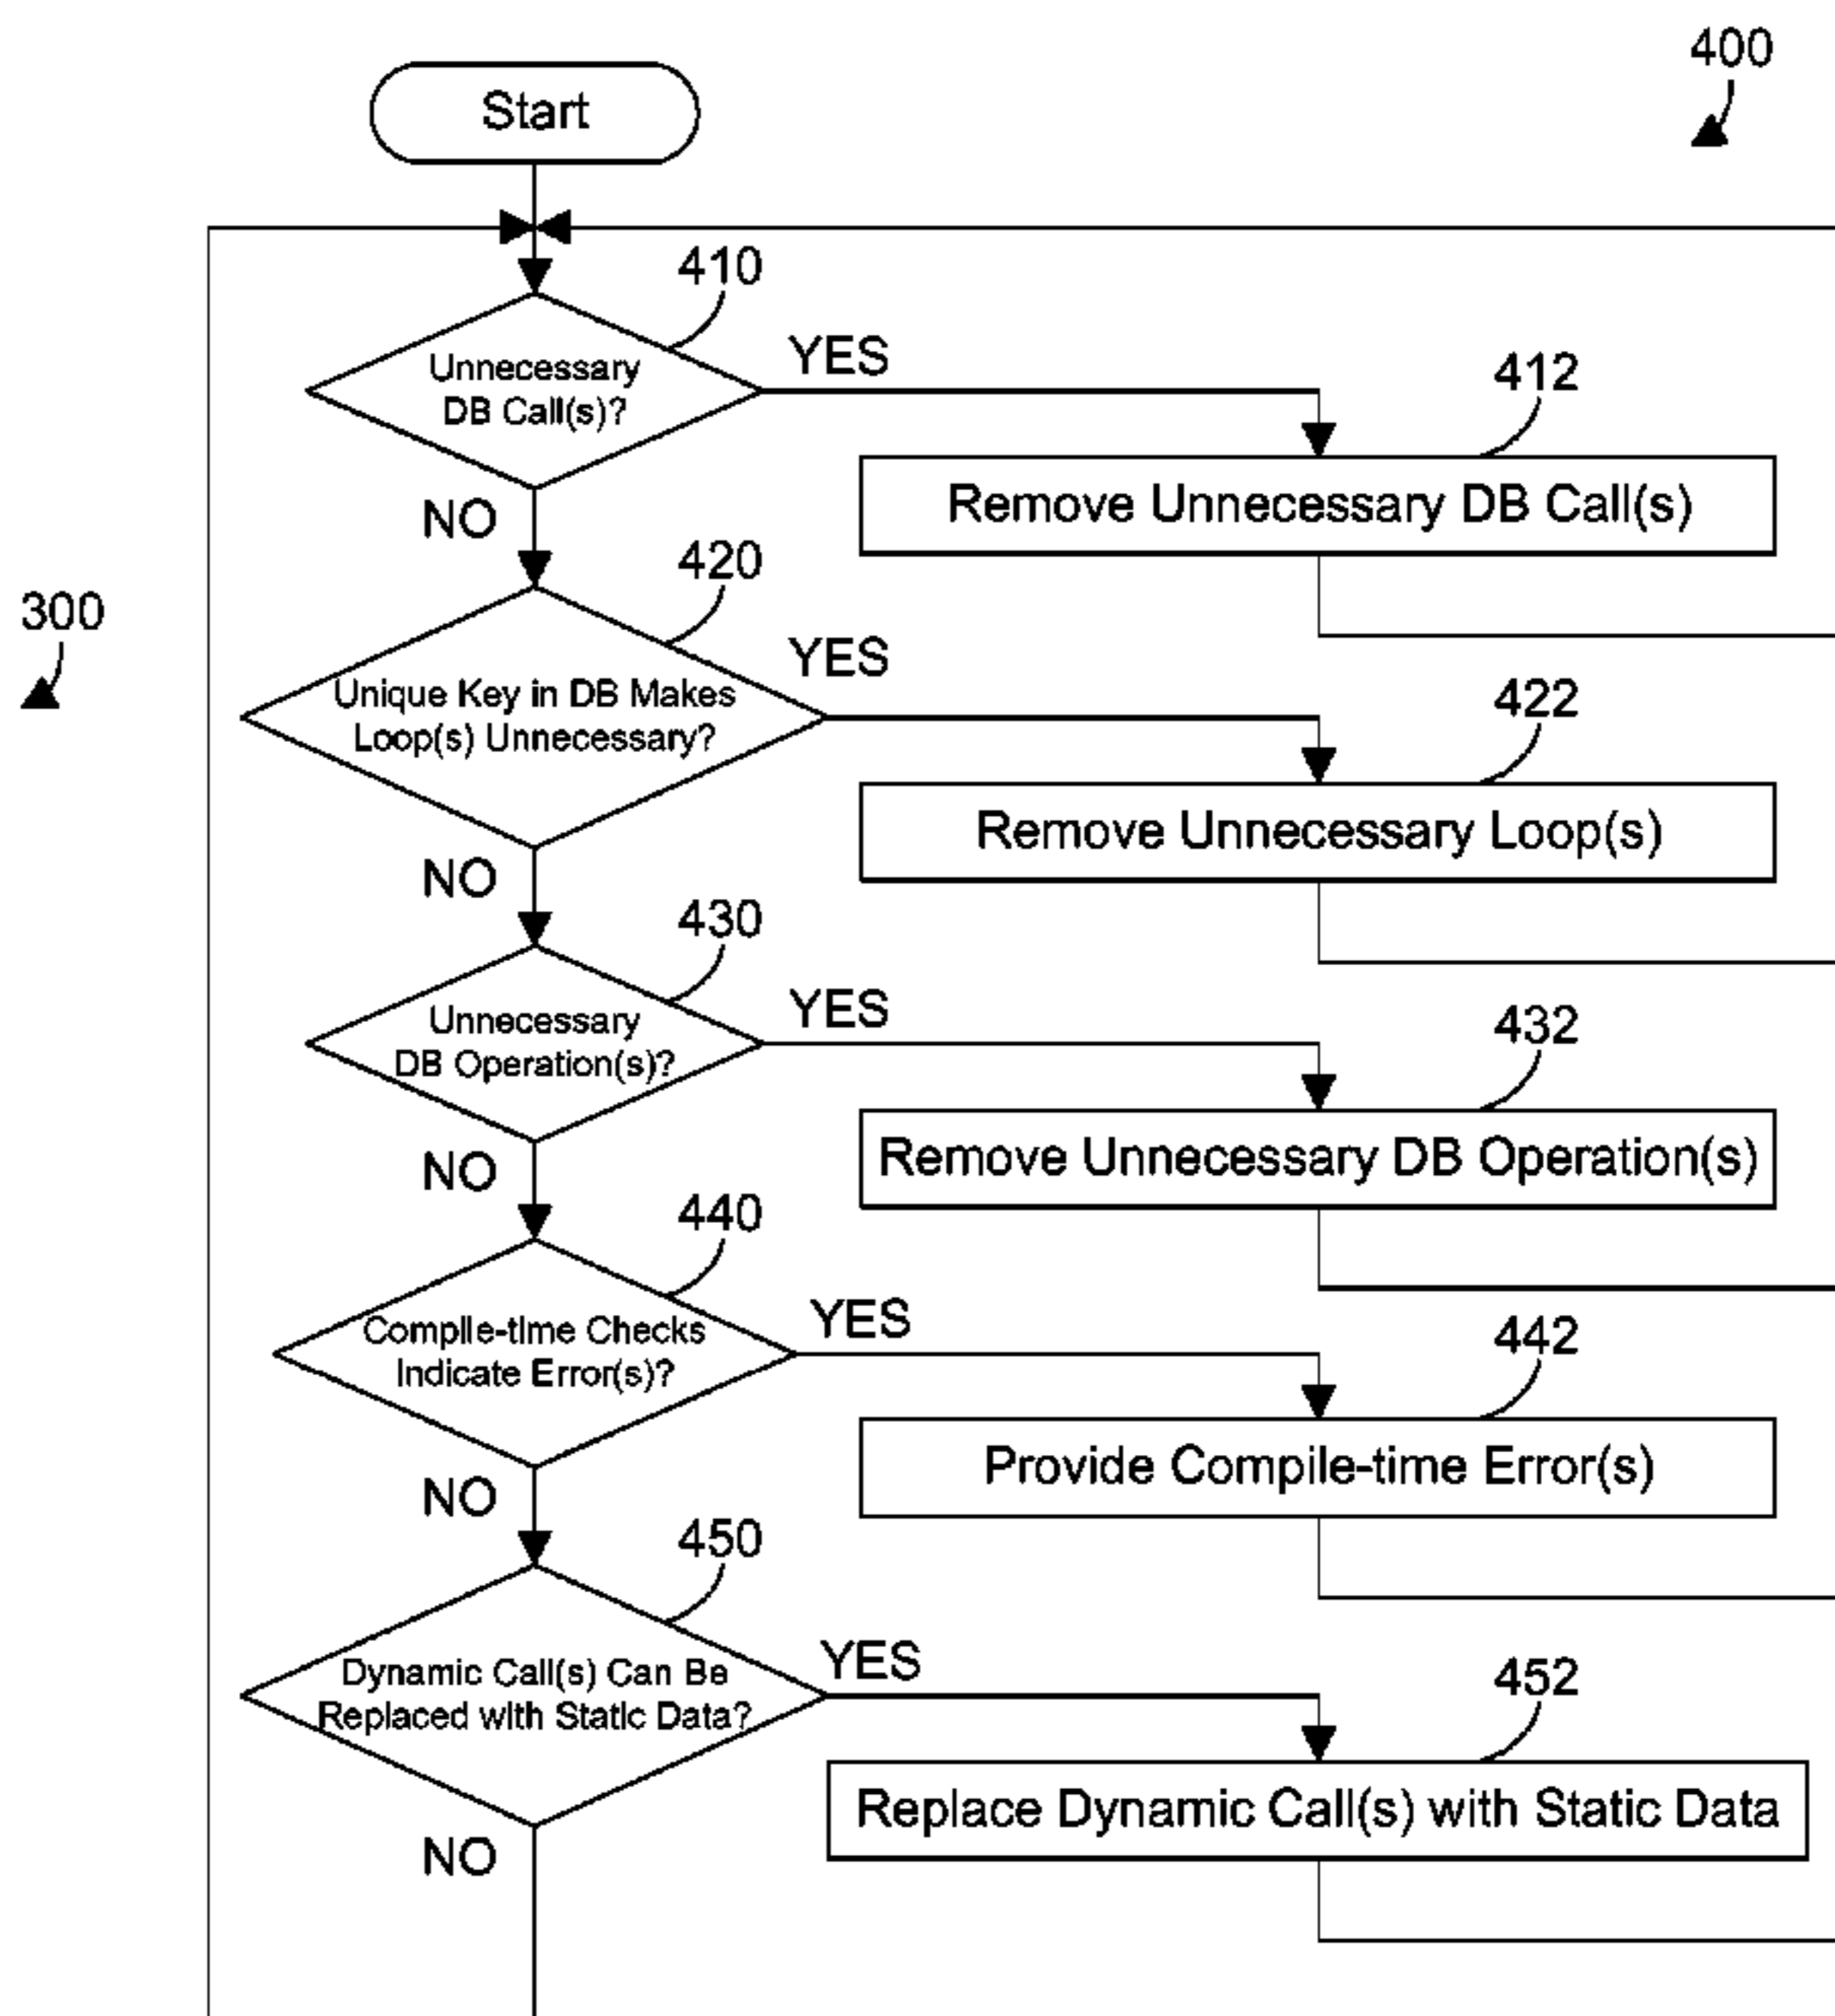 400
Start
410
Unnecessary
DB Call(s)?
YES
412
Remove Unnecessary DB Call(s)
NO
420
300
Unique Key in DB Makes
Loop(s) Unnecessary?
YES
422
Remove Unnecessary Loop(s)
NO
430
Unnecessary
DB Operation(s)?
YES
432
Remove Unnecessary DB Operation(s)
NO
440
Compile-time Checks
Indicate Error(s)?
YES
442
Provide Compile-time Error(s)
NO
450
Dynamic Call(s) Can Be
Replaced with Static Data?
YES
452
Replace Dynamic Call(s) with Static Data
NO